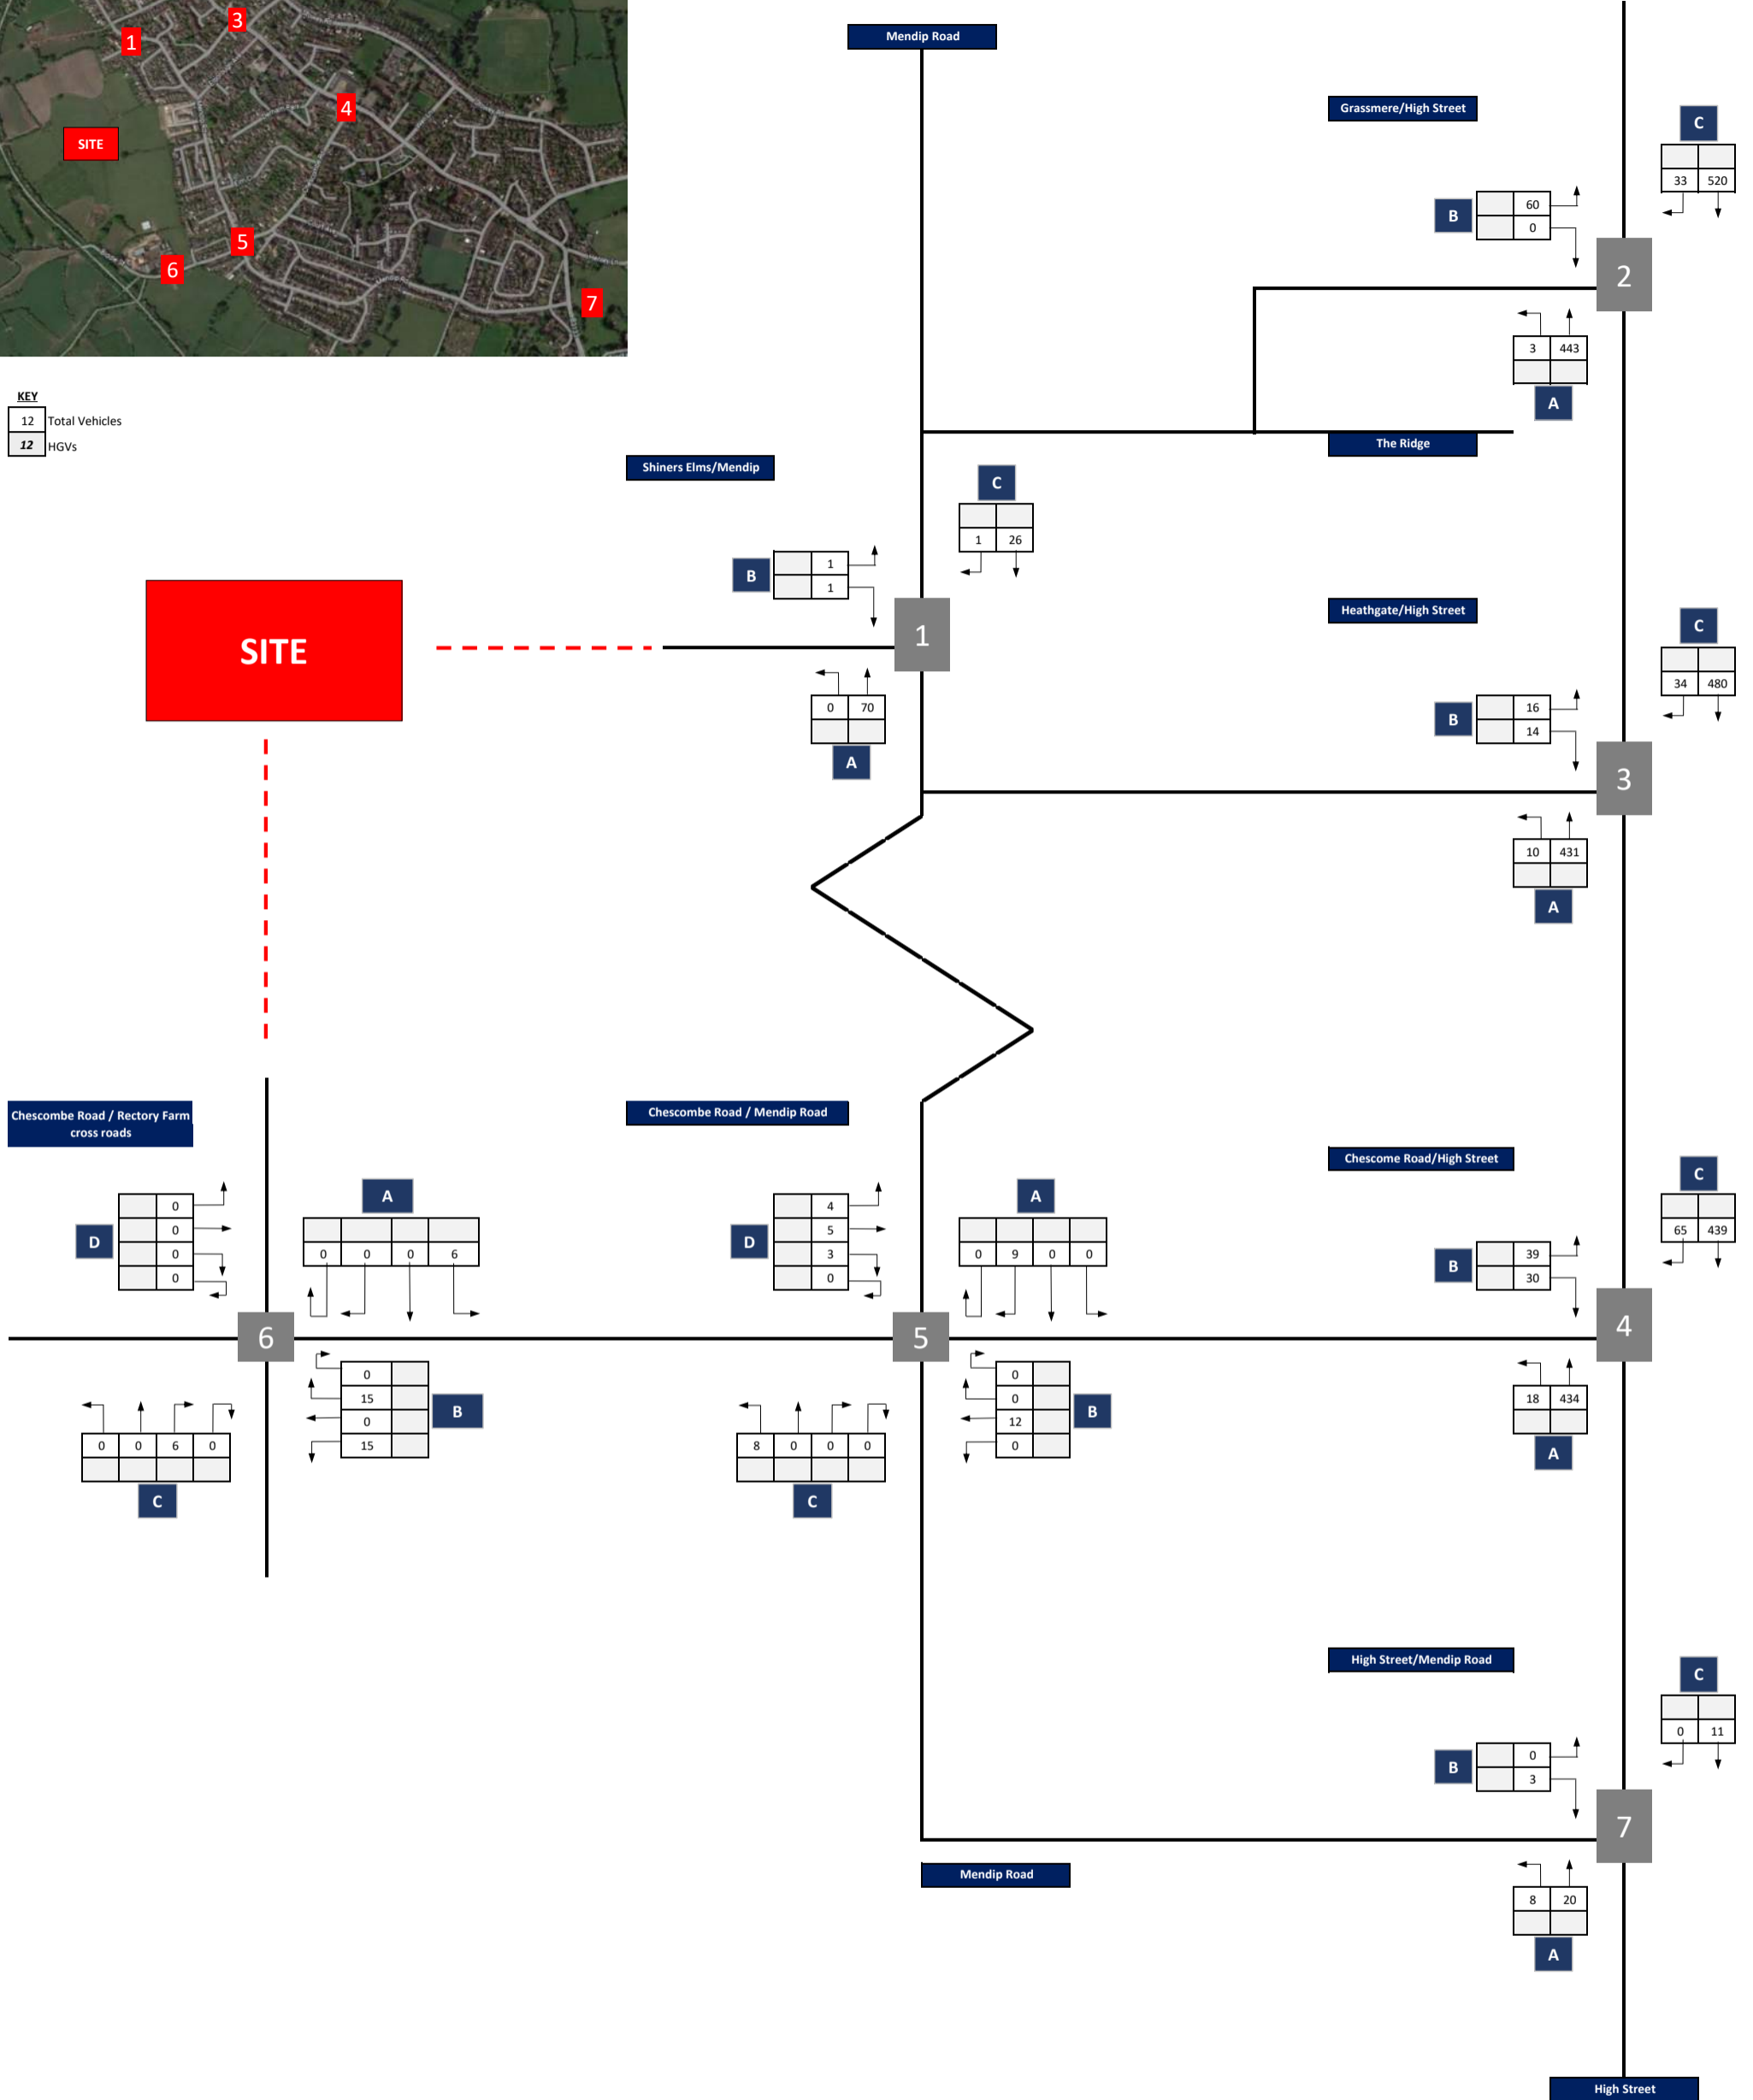 3
1
4
SITE
5
6
7
Mendip Road
Grassmere/High Street
C
33 520
B
60
0
2
3 443
A
KEY
12 Total Vehicles
12 HGVs
The Ridge
Shiners Elms/Mendip
C
1 26
B
1
1
1
0 70
A
SITE
Heathgate/High Street
C
34 480
B
16
14
3
10 431
A
Chescombe Road / Rectory Farm
cross roads
D
0
0
0
0
A
0 0 0 6
6
0
15
0
15
B
0 0 6 0
C
Chescombe Road / Mendip Road
D
4
5
3
0
A
0 9 0 0
5
0
0
12
0
B
8 0 0 0
C
Chescome Road/High Street
C
65 439
B
39
30
4
18 434
A
High Street/Mendip Road
C
0 11
B
0
3
7
Mendip Road
8 20
A
High Street